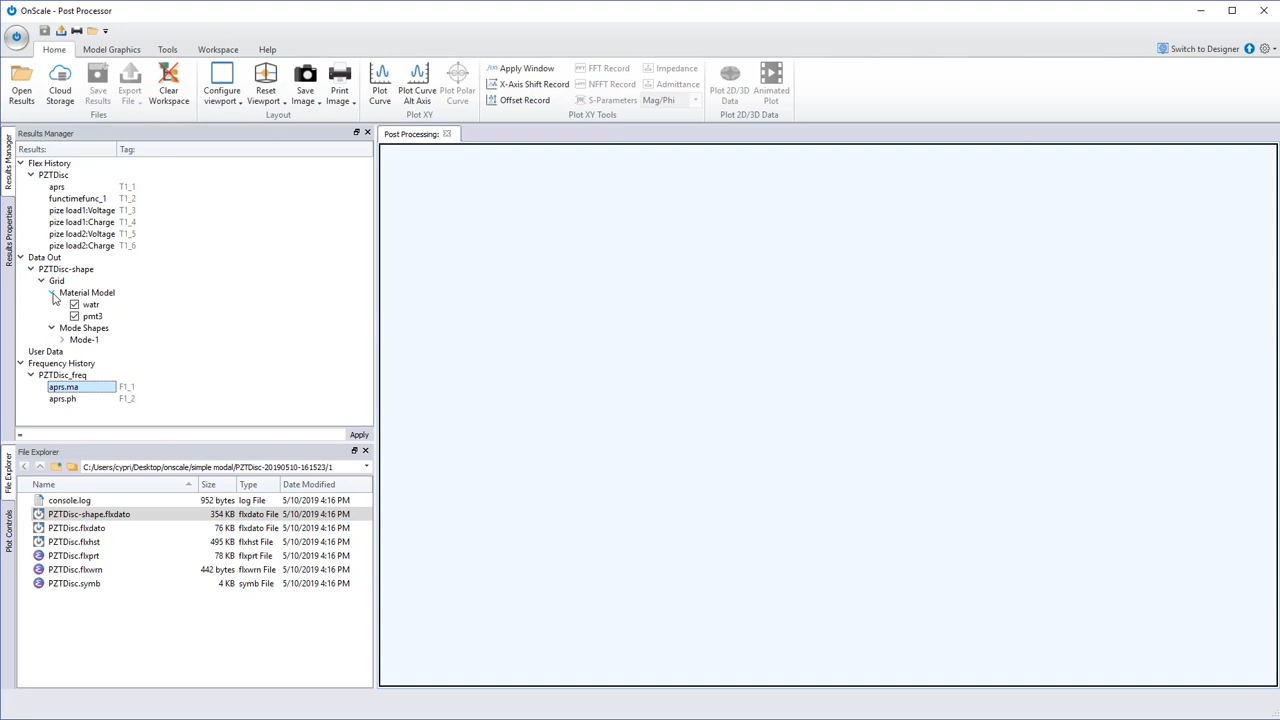 OnScale - Post Processor
Home Model Graphics Tools Workspace Help
Switch to Designer
Open Results
Cloud Storage
Save Results
Export File
Clear Workspace
Files
Configure viewport
Reset Viewport
Save Image
Print Image
Layout
Plot Curve
Plot Curve Alt Axis
Plot Polar Curve
Plot XY
Apply Window
X-Axis Shift Record
Offset Record
FFT Record
NFFT Record
S-Parameters
Impedance
Admittance
Mag/Phi
Plot XY Tools
Plot 2D/3D Data
Animated Plot
Plot 2D/3D Data
Results Manager
Results Properties
Results Manager
Results: Tag:
Flex History
PZTDisc
aprs T1_1
functimefunc_1 T1_2
pize load1:Voltage T1_3
pize load1:Charge T1_4
pize load2:Voltage T1_5
pize load2:Charge T1_6
Data Out
PZTDisc-shape
Grid
Material Model
watr
pmt3
Mode Shapes
Mode-1
User Data
Frequency History
PZTDisc_freq
aprs.ma F1_1
aprs.ph F1_2
= Apply
Post Processing:
File Explorer
Plot Controls
File Explorer
C:/Users/cypri/Desktop/onscale/simple modal/PZTDisc-20190510-161523/1
Name Size Type Date Modified
console.log 952 bytes log File 5/10/2019 4:16 PM
PZTDisc-shape.flxdato 354 KB flxdato File 5/10/2019 4:16 PM
PZTDisc.flxdato 76 KB flxdato File 5/10/2019 4:16 PM
PZTDisc.flxhst 495 KB flxhst File 5/10/2019 4:16 PM
PZTDisc.flxprt 78 KB flxprt File 5/10/2019 4:16 PM
PZTDisc.flxwrn 442 bytes flxwrn File 5/10/2019 4:16 PM
PZTDisc.symb 4 KB symb File 5/10/2019 4:16 PM